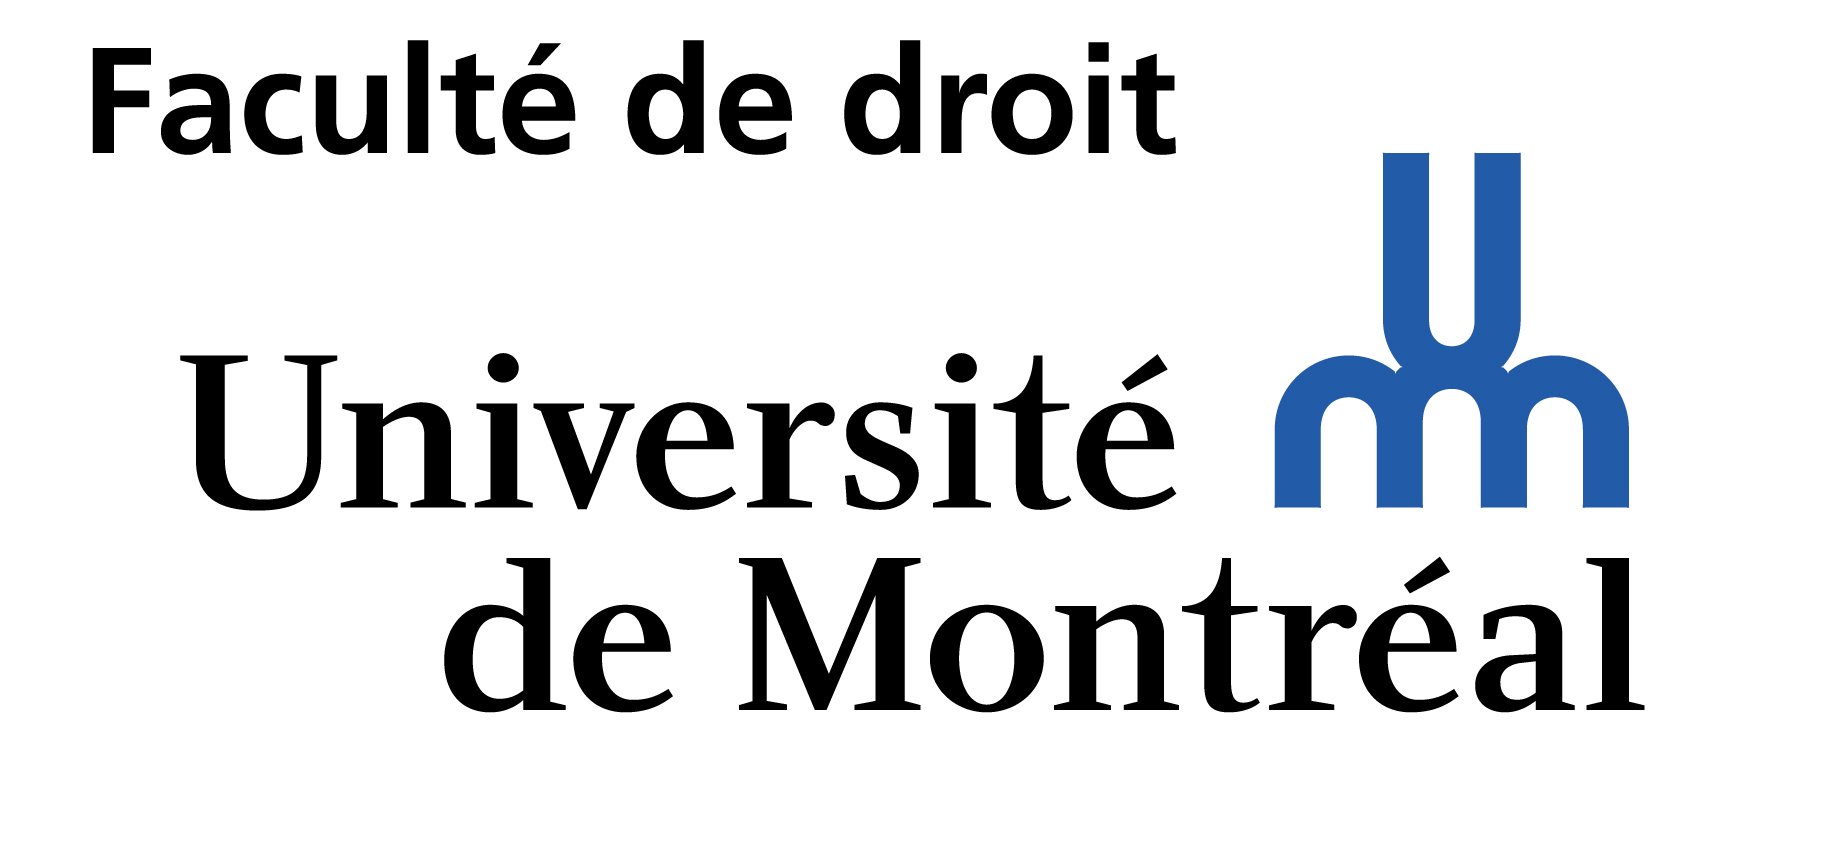 Faculté de droit
Université
de Montréal